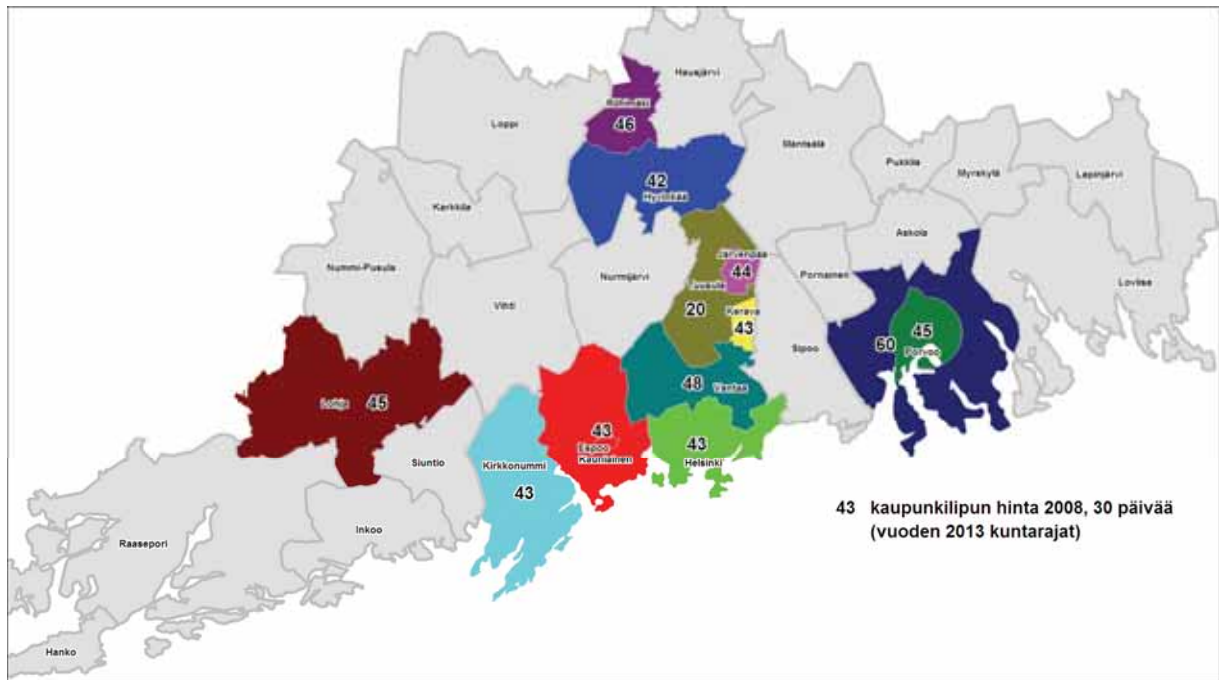 Hausjärvi
Riihimäki
46
Loppi
Mäntsälä
Pukkila
Myrskylä
Lapinjärvi
42
Hyvinkää
Karkkila
Askola
Nummi-Pusula
Nurmijärvi
Järvenpää
44
Pornainen
Tuusula
Loviisa
Vihti
20
Kerava
43
60
45
Porvoo
Sipoo
48
Vantaa
Lohja
45
43
Espoo
Kauniainen
43
Helsinki
Siuntio
Kirkkonummi
43
43 kaupunkilipun hinta 2008, 30 päivää
(vuoden 2013 kuntarajat)
Inkoo
Raasepori
Hanko